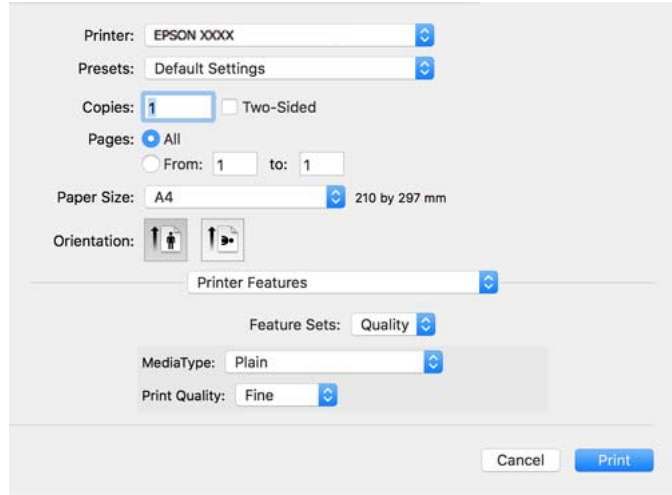 Printer: EPSON XXXX
Presets: Default Settings
Copies: 1 Two-Sided
Pages: All
From: 1 to: 1
Paper Size: A4 210 by 297 mm
Orientation:
Printer Features
Feature Sets: Quality
MediaType: Plain
Print Quality: Fine
Cancel Print